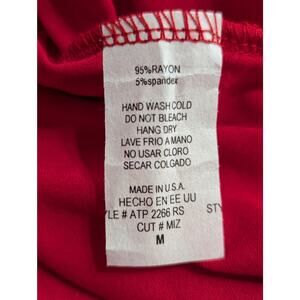 95%RAYON
5%spandex
HAND WASH COLD
DO NOT BLEACH
HANG DRY
LAVE FRIO A MANO
NO USAR CLORO
SECAR COLGADO
MADE IN U.S.A.
HECHO EN EE UU
YLE # ATP 2266 RS STY
CUT # MIZ
M